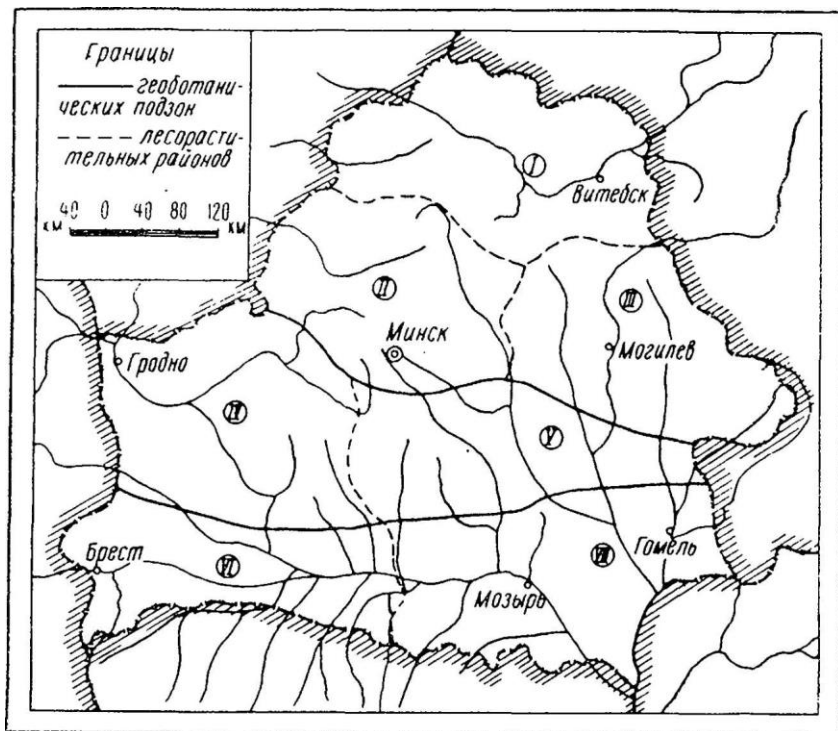 Границы
геоботани-
ческих подзон
лесорасти-
тельных районов
40 0 40 80 120
км км
I
Витебск
II
III
Минск
Могилев
Гродно
IV
V
Брест
VI
VII
Гомель
Мозырь